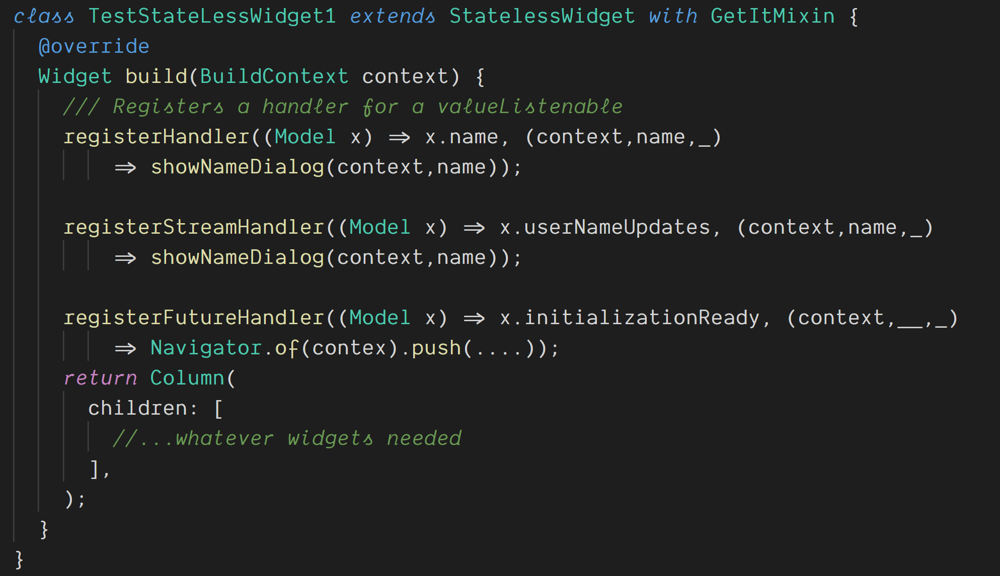 class TestStateLessWidget1 extends StatelessWidget with GetItMixin {
@override
Widget build(BuildContext context) {
/// Registers a handler for a valueListenable
registerHandler((Model x) => x.name, (context,name,_)
=> showNameDialog(context,name));
registerStreamHandler((Model x) => x.userNameUpdates, (context,name,_)
=> showNameDialog(context,name));
registerFutureHandler((Model x) => x.initializationReady, (context,__,_)
=> Navigator.of(contex).push(....));
return Column(
children: [
//...whatever widgets needed
],
);
}
}